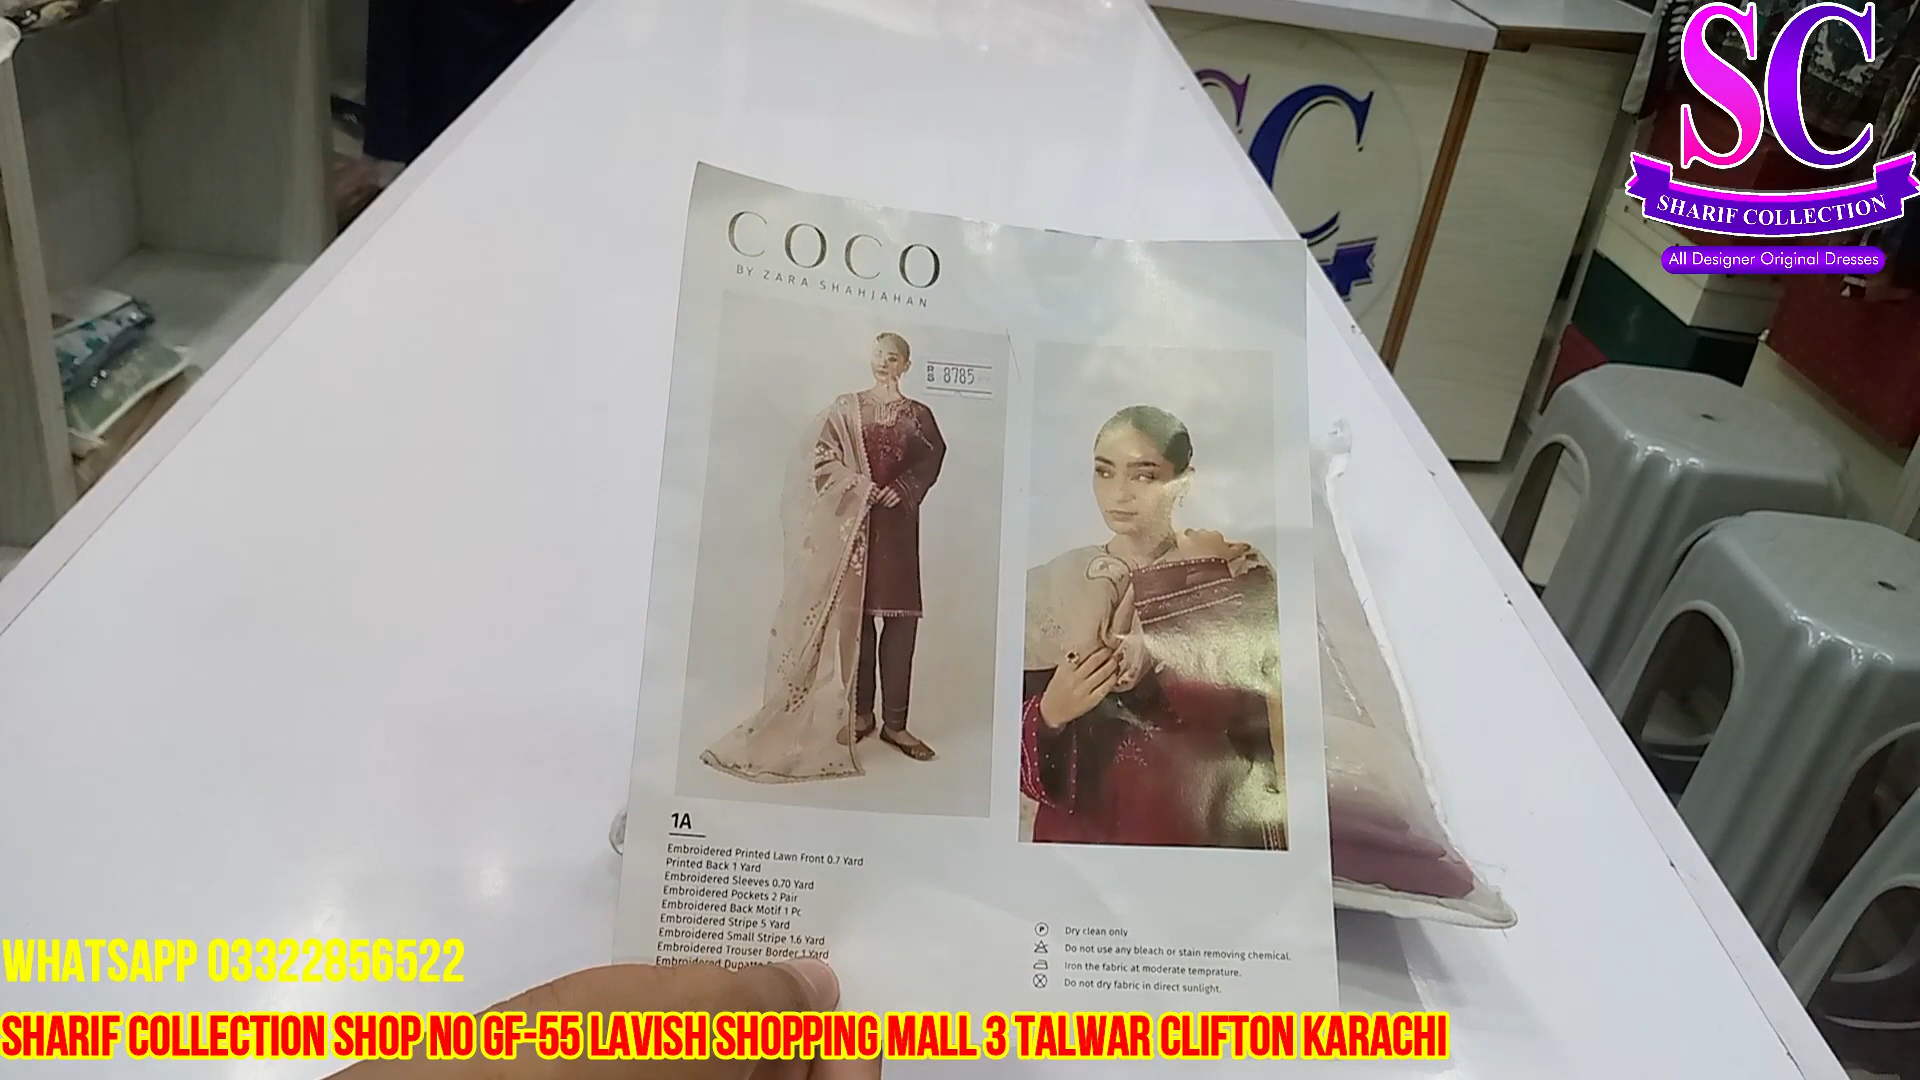 SC
SHARIF COLLECTION
All Designer Original Dresses
SC
COCO
BY ZARA SHAHJAHAN
RS 8785
1A
Embroidered Printed Lawn Front 0.7 Yard
Printed Back 1 Yard
Embroidered Sleeves 0.70 Yard
Embroidered Pockets 2 Pair
Embroidered Back Motif 1 Pc
Embroidered Stripe 5 Yard
Embroidered Small Stripe 1.6 Yard
Embroidered Trouser Border 1 Yard
Embroidered Dupatta
P Dry clean only
Do not use any bleach or stain removing chemical.
Iron the fabric at moderate temprature.
Do not dry fabric in direct sunlight.
WHATSAPP 03322856522
SHARIF COLLECTION SHOP NO GF-55 LAVISH SHOPPING MALL 3 TALWAR CLIFTON KARACHI